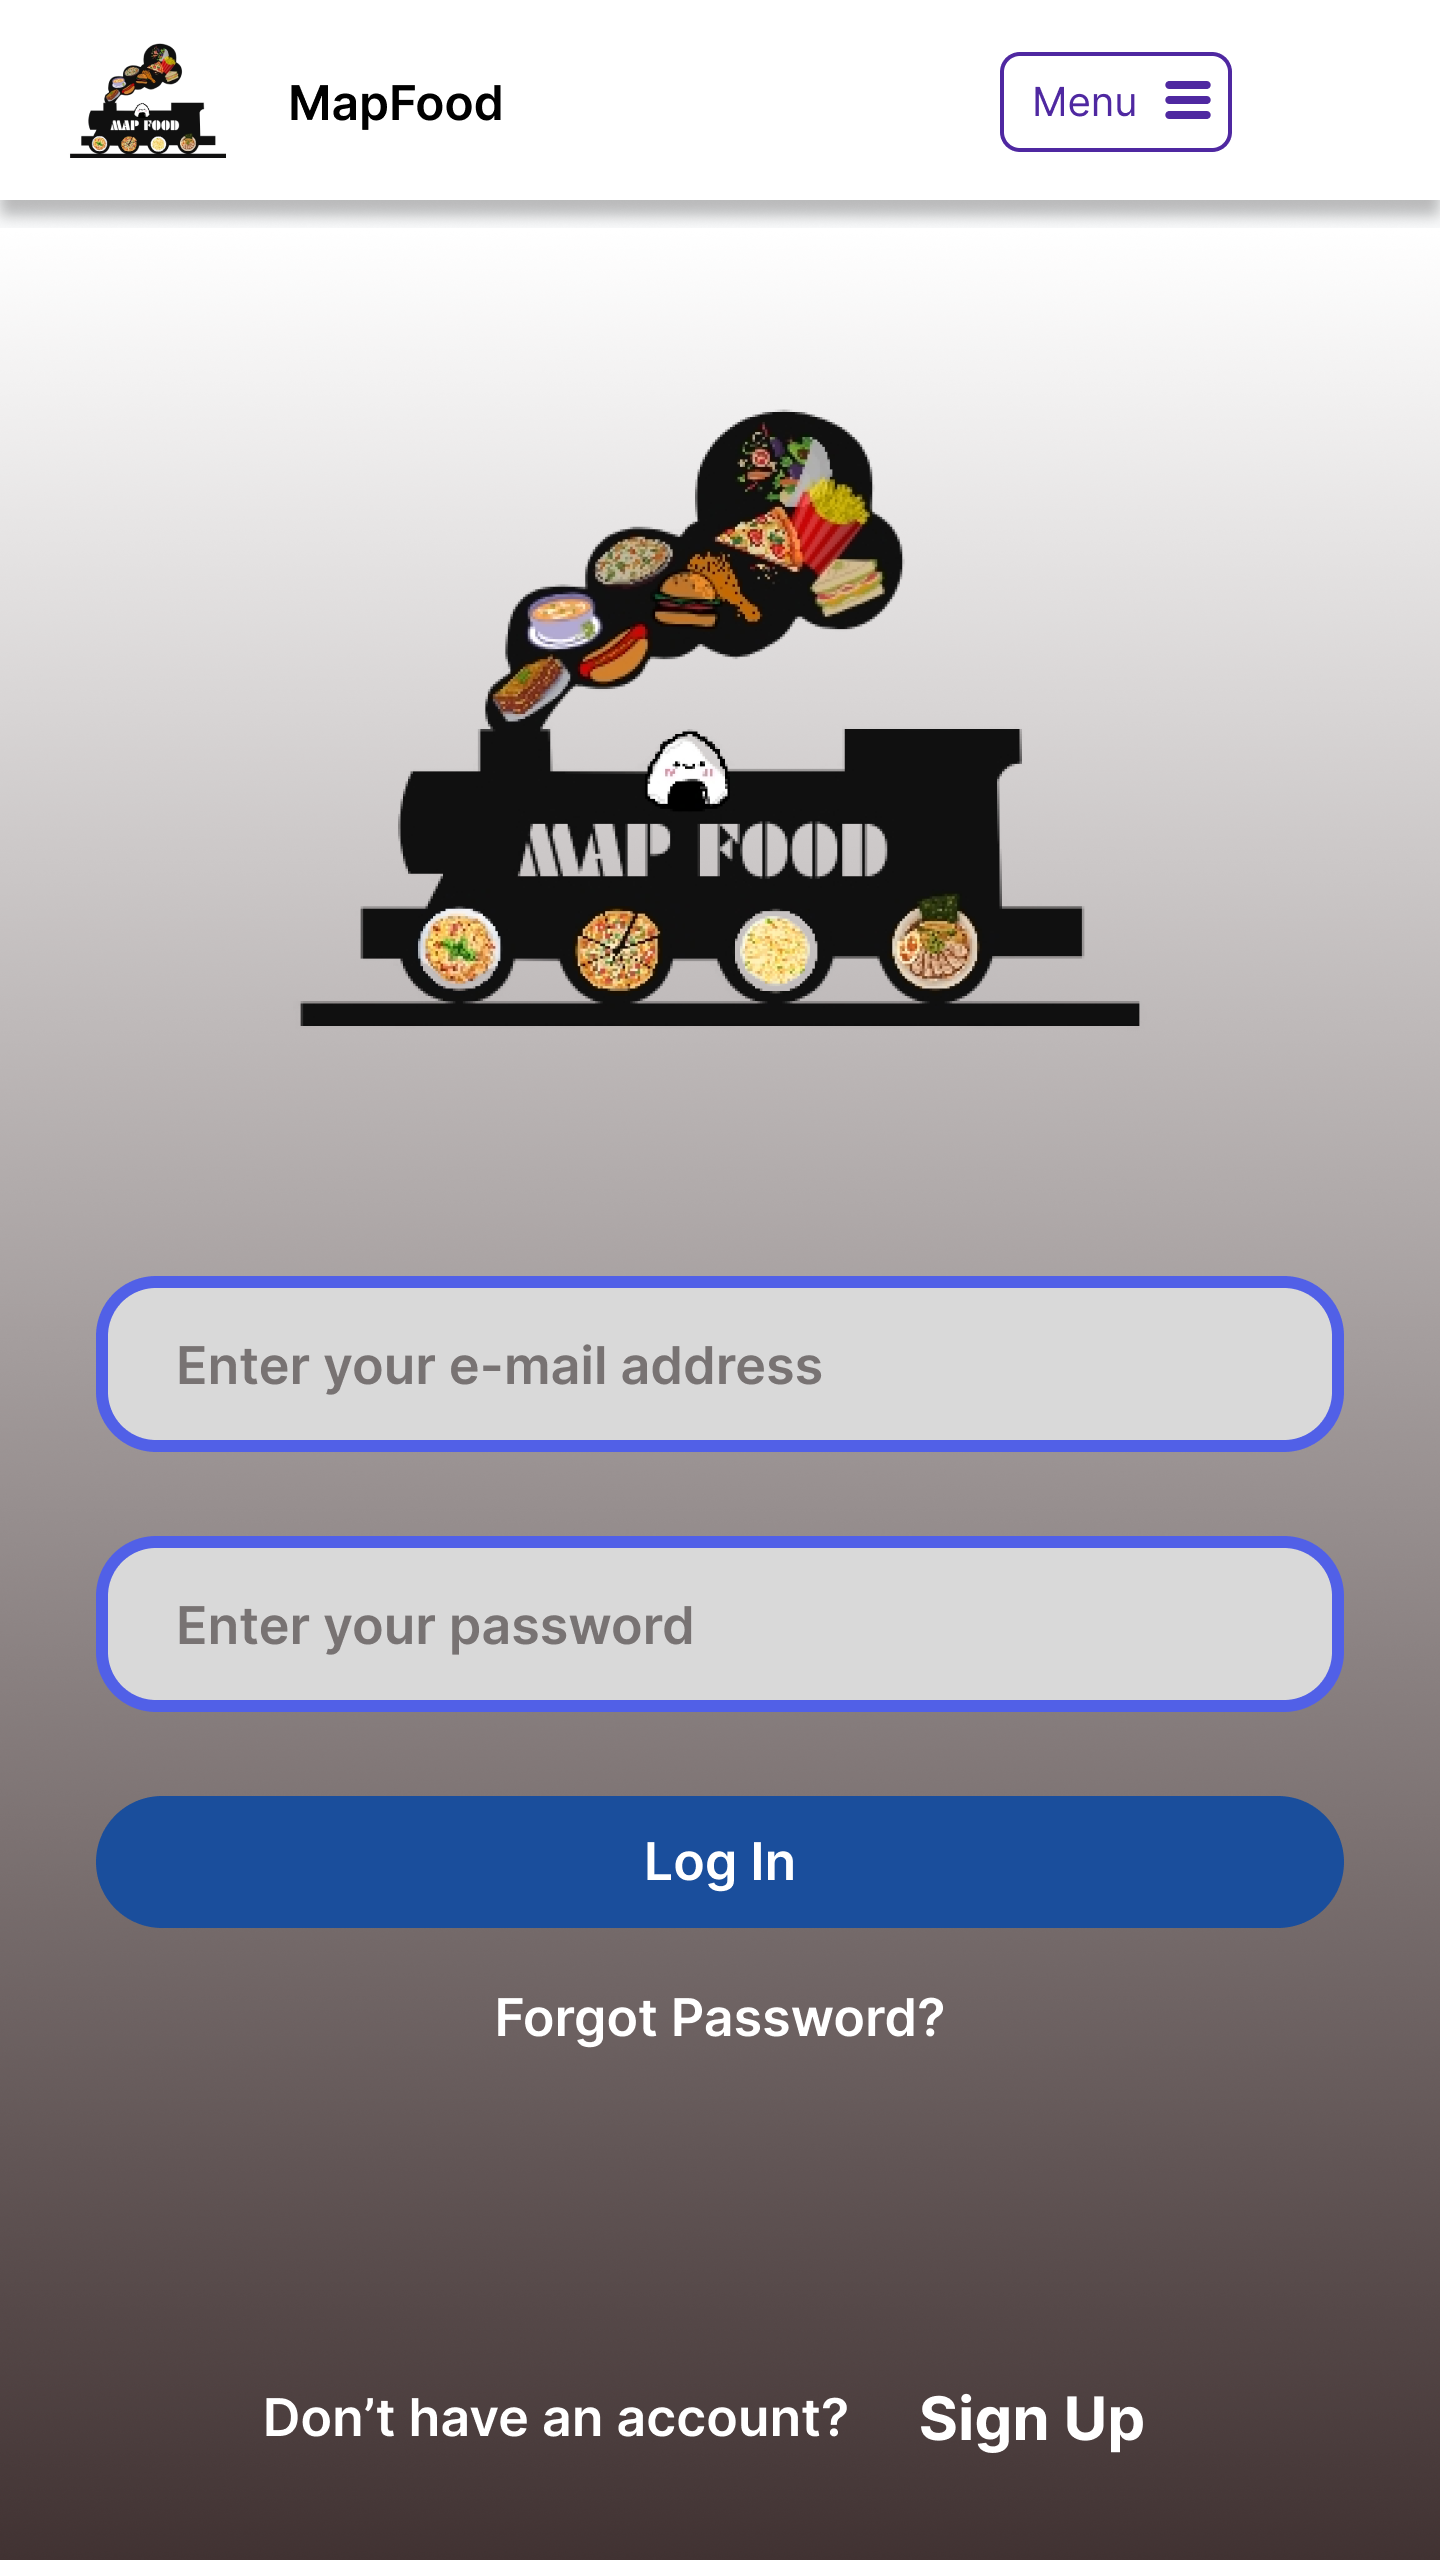 MAP FOOD
MapFood
Menu
MAP FOOD
Enter your e-mail address
Enter your password
Log In
Forgot Password?
Don’t have an account? Sign Up